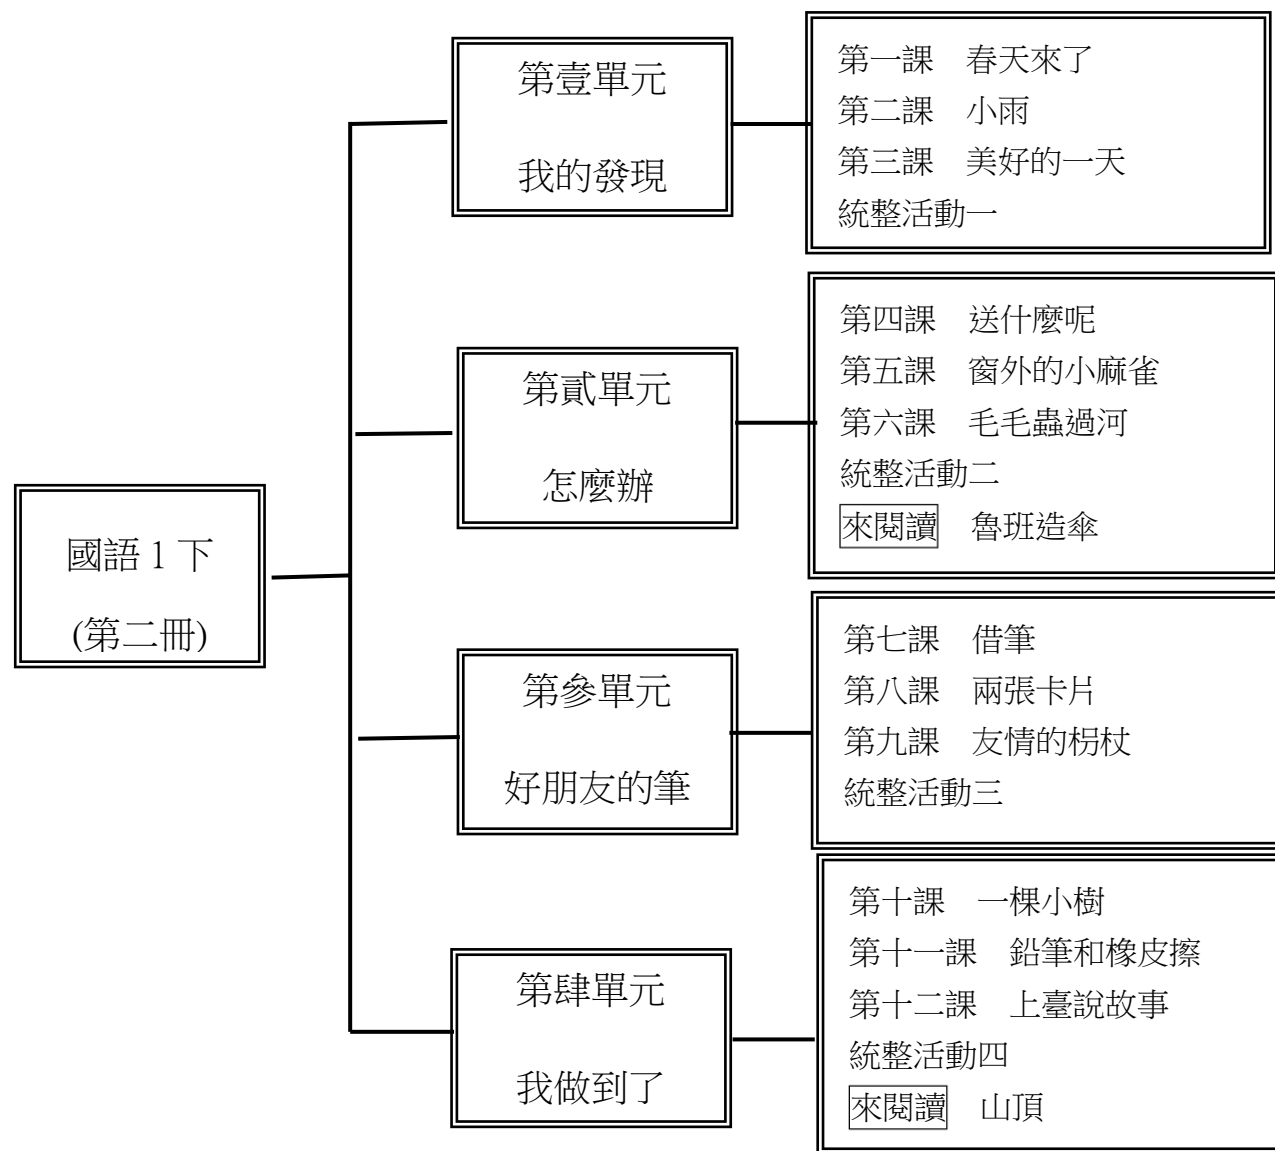 國語 1 下
(第二冊)
第壹單元
我的發現
第一課　春天來了
第二課　小雨
第三課　美好的一天
統整活動一
第貳單元
怎麼辦
第四課　送什麼呢
第五課　窗外的小麻雀
第六課　毛毛蟲過河
統整活動二
來閱讀　魯班造傘
第參單元
好朋友的筆
第七課　借筆
第八課　兩張卡片
第九課　友情的枴杖
統整活動三
第肆單元
我做到了
第十課　一棵小樹
第十一課　鉛筆和橡皮擦
第十二課　上臺說故事
統整活動四
來閱讀　山頂